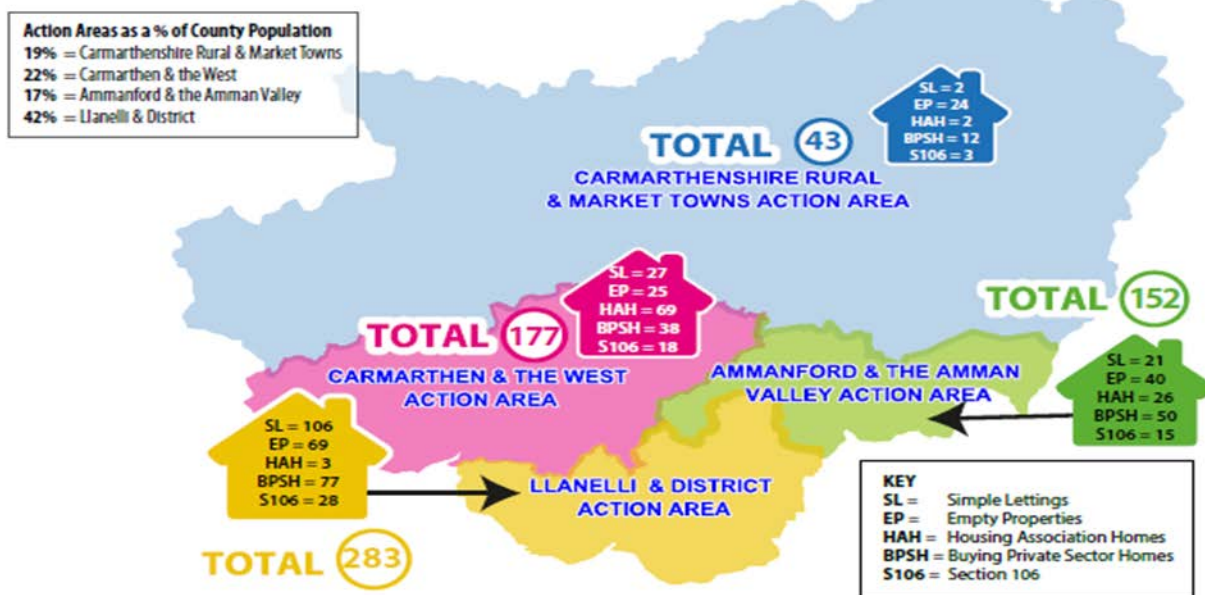 Action Areas as a % of County Population
19% = Carmarthenshire Rural & Market Towns
22% = Carmarthen & the West
17% = Ammanford & the Amman Valley
42% = Llanelli & District
SL = 2
EP = 24
HAH = 2
BPSH = 12
S106 = 3
TOTAL 43
CARMARTHENSHIRE RURAL
& MARKET TOWNS ACTION AREA
SL = 27
EP = 25
HAH = 69
BPSH = 38
S106 = 18
TOTAL 177
CARMARTHEN & THE WEST
ACTION AREA
TOTAL 152
SL = 21
EP = 40
HAH = 26
BPSH = 50
S106 = 15
AMMANFORD & THE AMMAN
VALLEY ACTION AREA
SL = 106
EP = 69
HAH = 3
BPSH = 77
S106 = 28
LLANELLI & DISTRICT
ACTION AREA
TOTAL 283
KEY
SL = Simple Lettings
EP = Empty Properties
HAH = Housing Association Homes
BPSH = Buying Private Sector Homes
S106 = Section 106